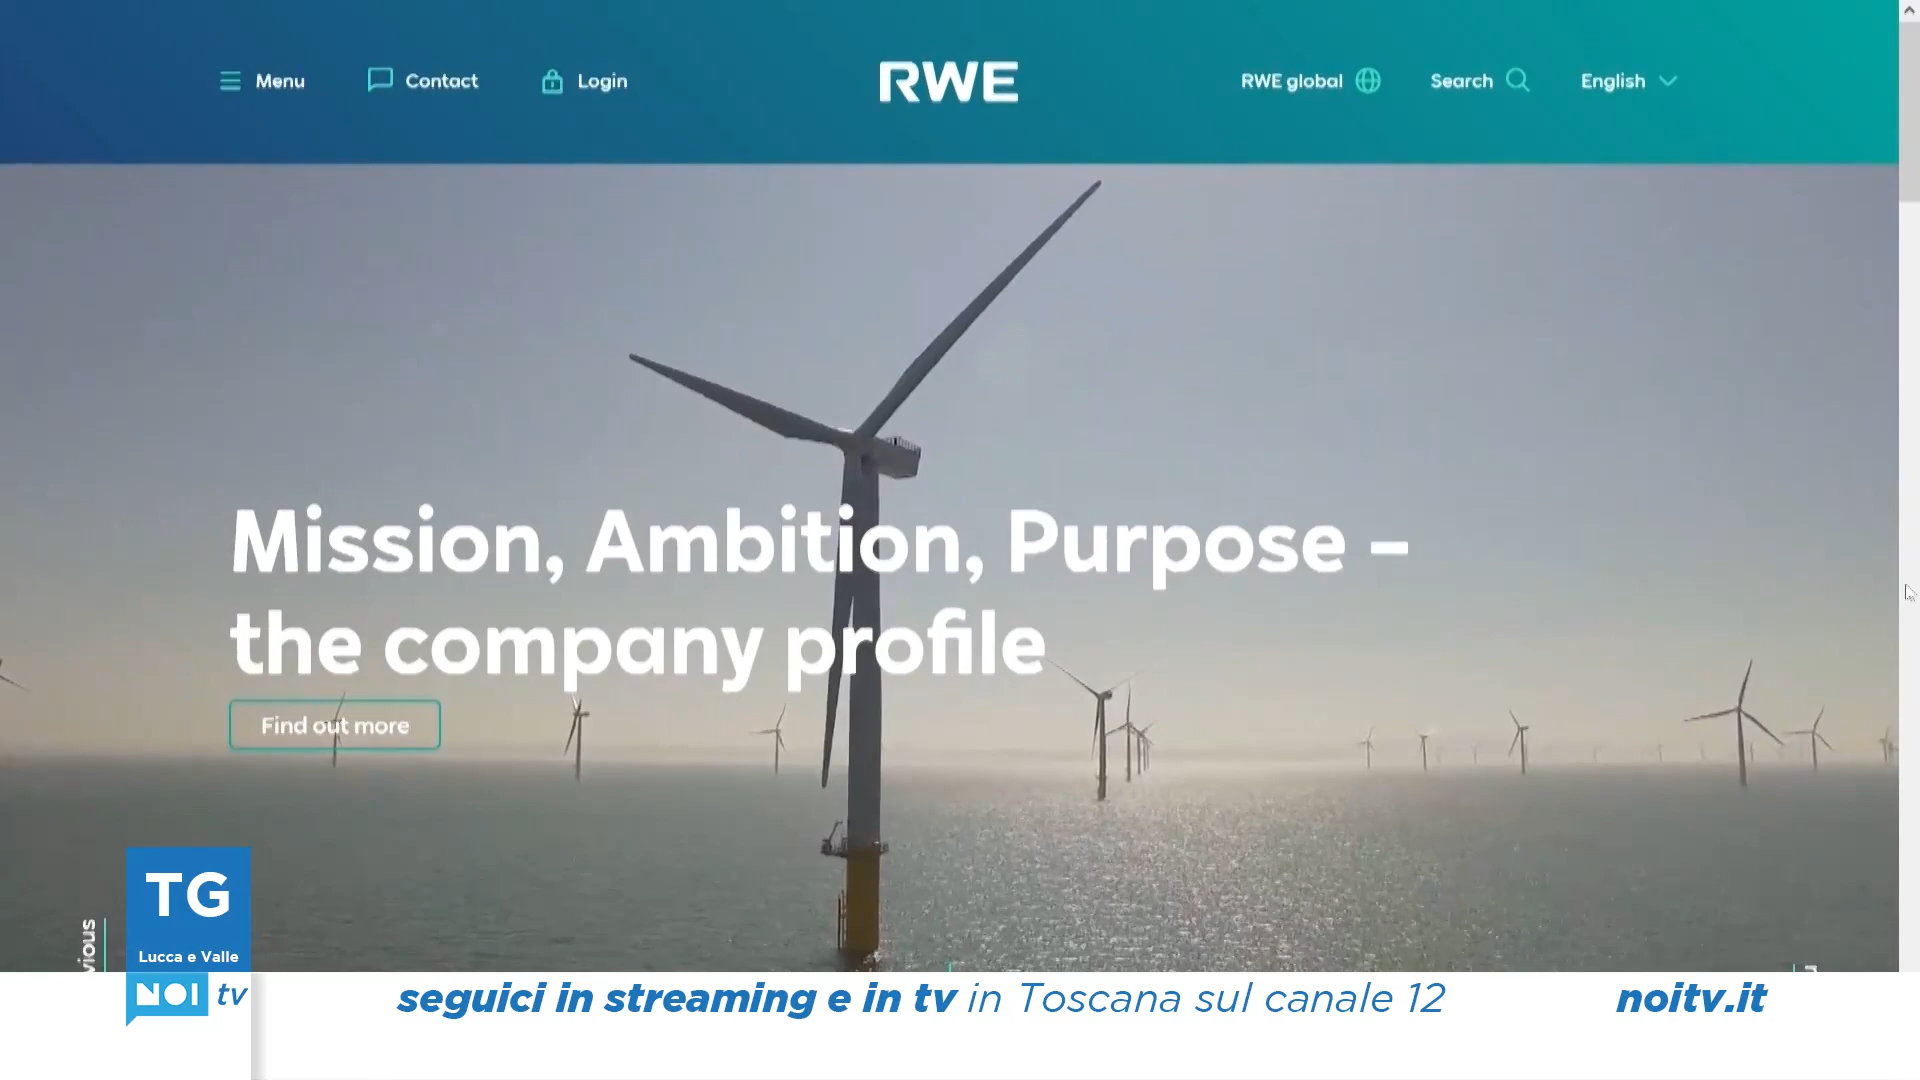 Menu
Contact
Login
RWE
RWE global
Search
English
Mission, Ambition, Purpose –
the company profile
Find out more
TG
Lucca e Valle
NOI tv
seguici in streaming e in tv in Toscana sul canale 12
noitv.it